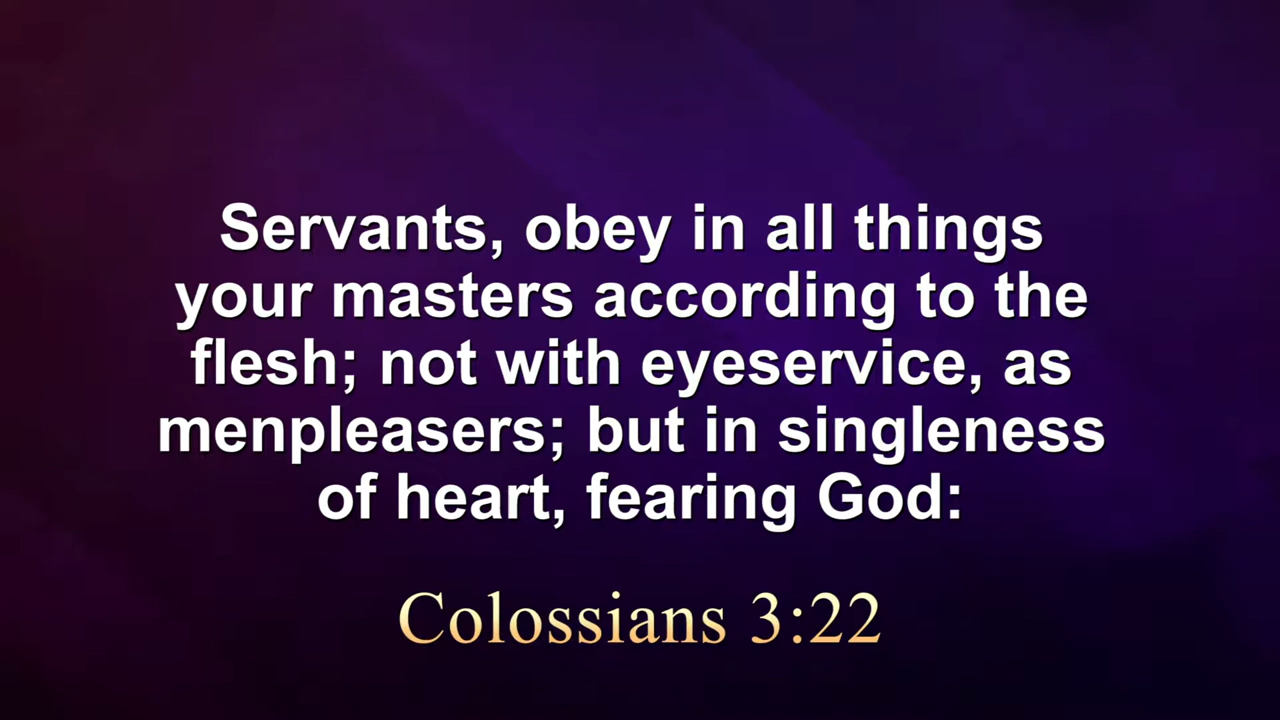 Servants, obey in all things
your masters according to the
flesh; not with eyeservice, as
menpleasers; but in singleness
of heart, fearing God:
Colossians 3:22